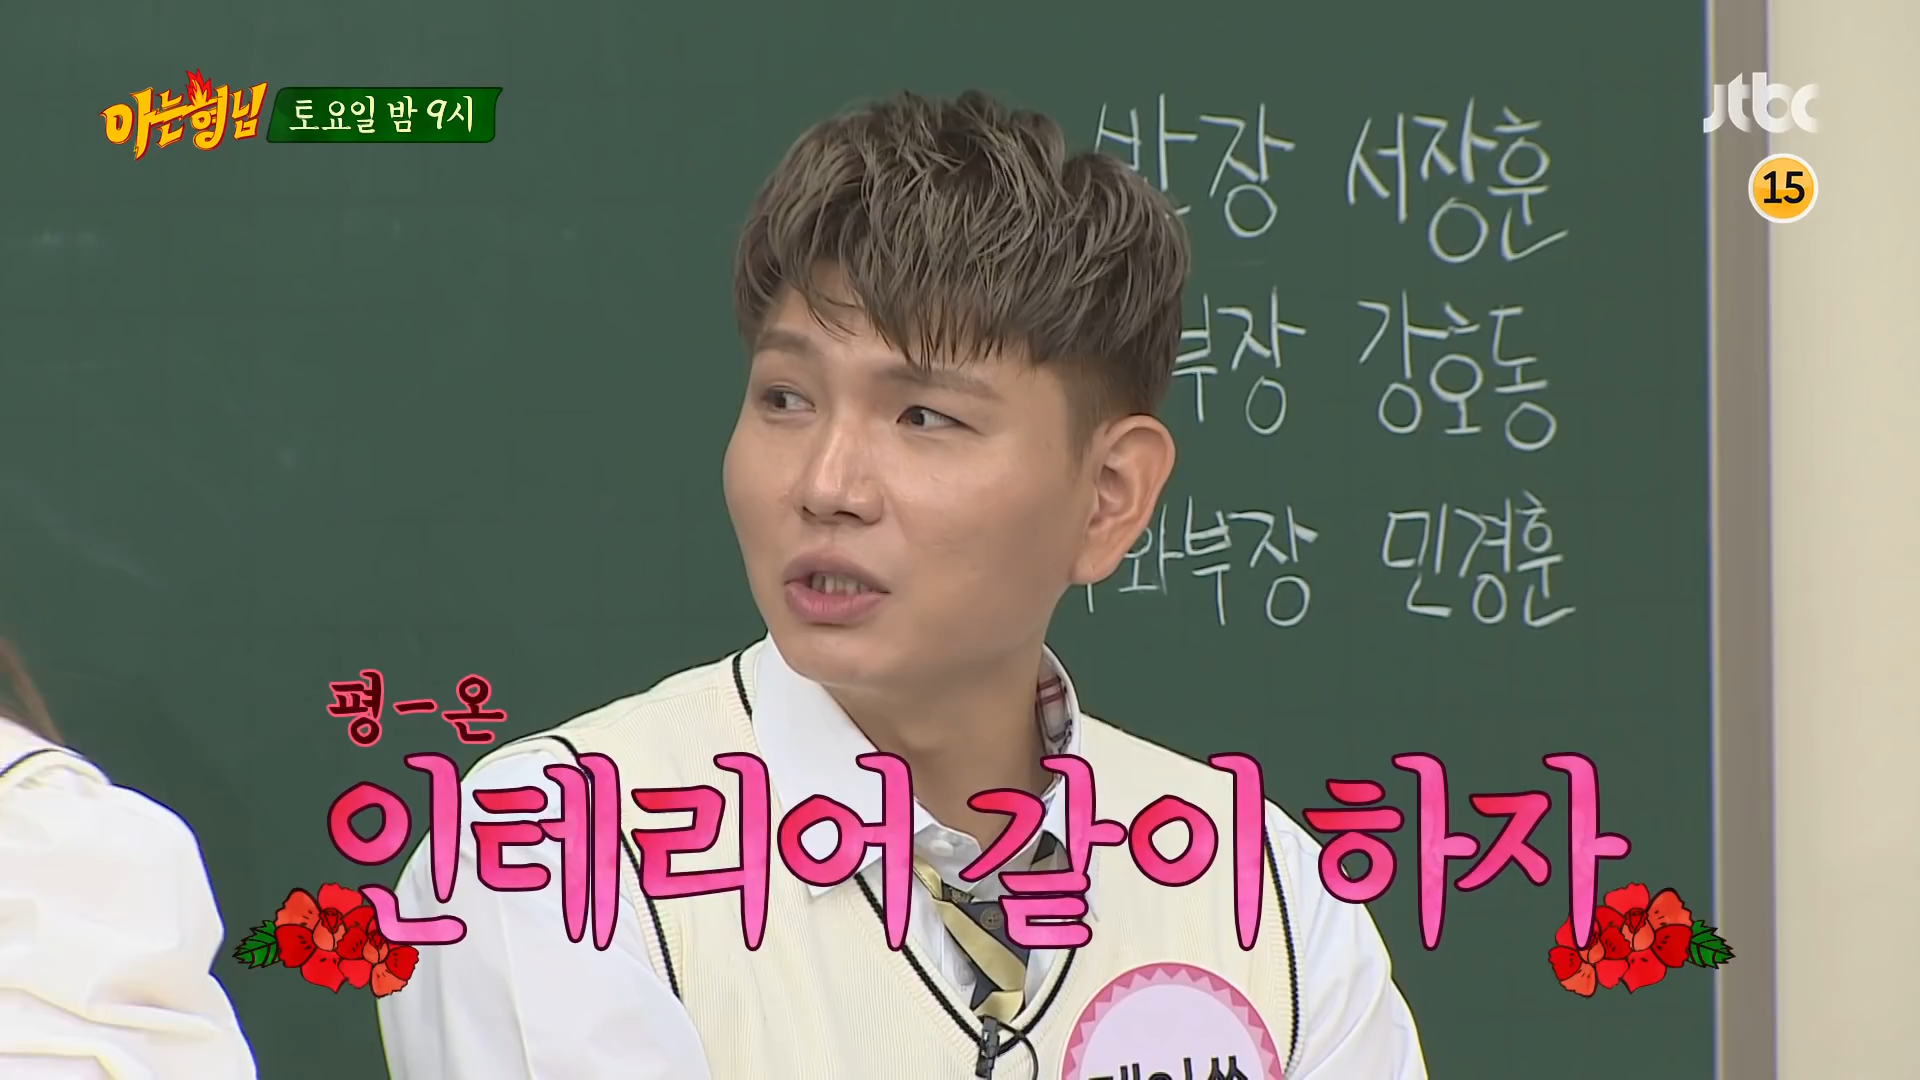 아는형님 토요일 밤 9시
jtbc
15
반장 서장훈
부장 강호동
와부장 민경훈
평-온
인테리어 같이 하자